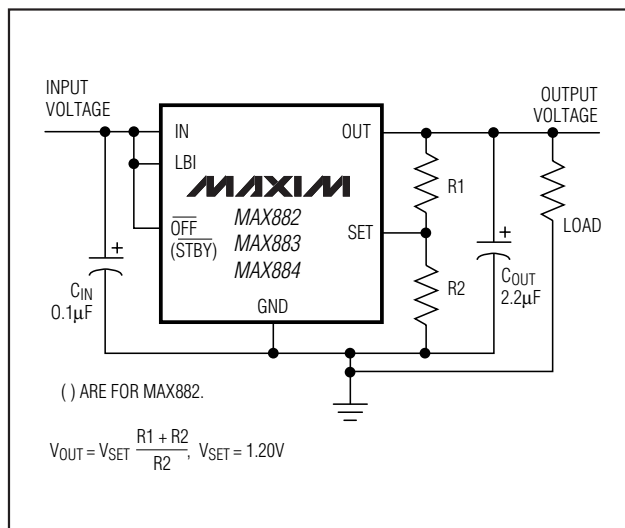 INPUT
VOLTAGE
OUTPUT
VOLTAGE
IN
OUT
LBI
MAXIM
R1
MAX882
OFF
SET
MAX883
LOAD
(STBY)
MAX884
R2
CIN
0.1µF
COUT
2.2µF
GND
( ) ARE FOR MAX882.
VOUT = VSET R1 + R2 / R2, VSET = 1.20V